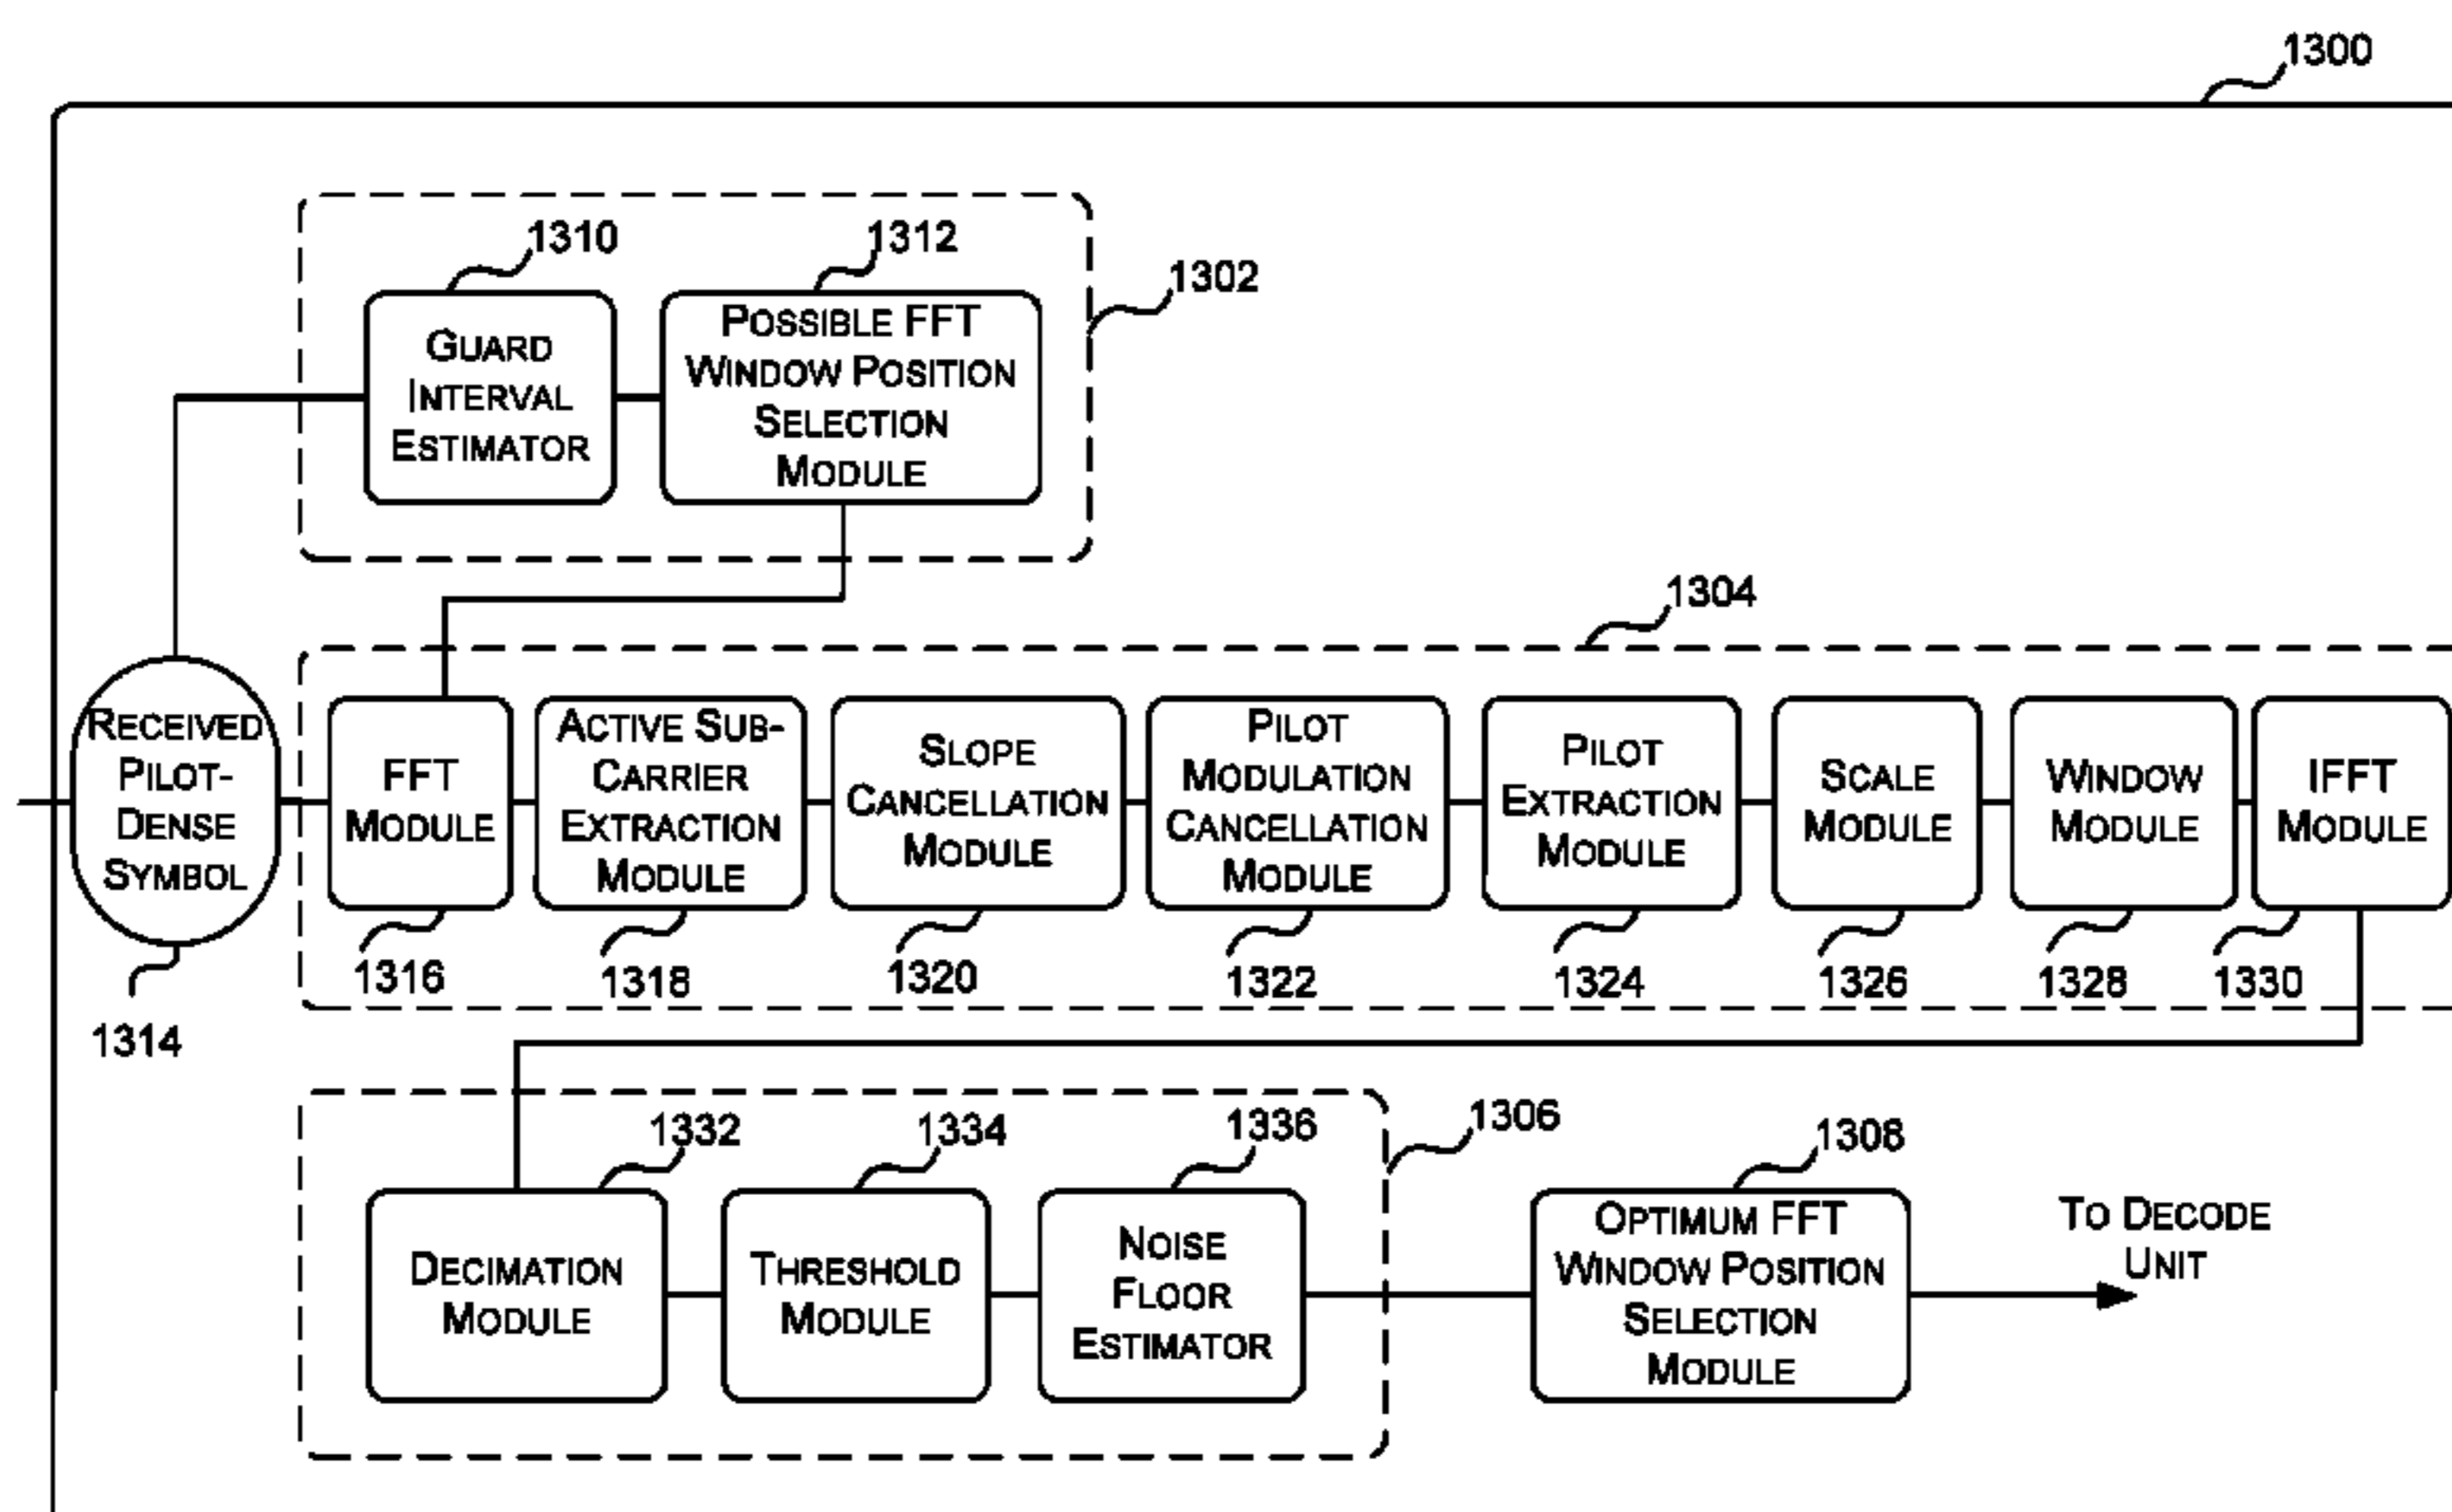 1300
1310
1312
1302
GUARD
INTERVAL
ESTIMATOR
POSSIBLE FFT
WINDOW POSITION
SELECTION
MODULE
1304
RECEIVED
PILOT-
DENSE
SYMBOL
FFT
MODULE
ACTIVE SUB-
CARRIER
EXTRACTION
MODULE
SLOPE
CANCELLATION
MODULE
PILOT
MODULATION
CANCELLATION
MODULE
PILOT
EXTRACTION
MODULE
SCALE
MODULE
WINDOW
MODULE
IFFT
MODULE
1316
1318
1320
1322
1324
1326
1328
1330
1314
1332
1334
1336
1306
1308
DECIMATION
MODULE
THRESHOLD
MODULE
NOISE
FLOOR
ESTIMATOR
OPTIMUM FFT
WINDOW POSITION
SELECTION
MODULE
TO DECODE
UNIT